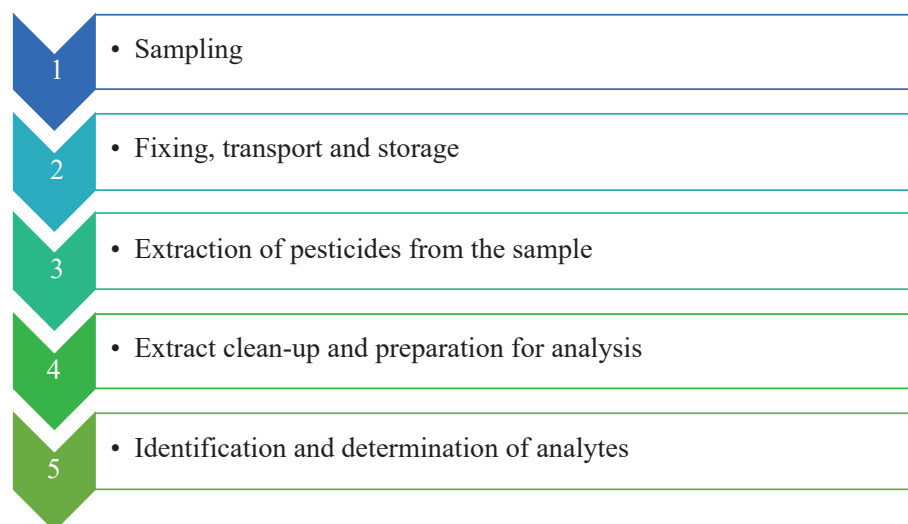 1 • Sampling
2 • Fixing, transport and storage
3 • Extraction of pesticides from the sample
4 • Extract clean-up and preparation for analysis
5 • Identification and determination of analytes